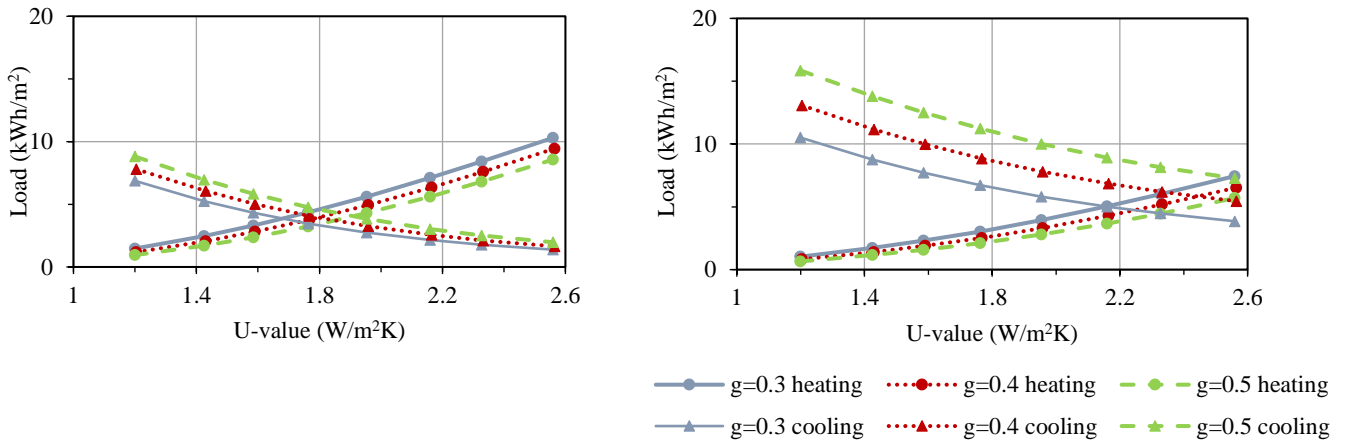 20
10
0
Load (kWh/m²)
1 1.4 1.8 2.2 2.6
U-value (W/m²K)
20
10
0
Load (kWh/m²)
1 1.4 1.8 2.2 2.6
U-value (W/m²K)
g=0.3 heating g=0.4 heating g=0.5 heating
g=0.3 cooling g=0.4 cooling g=0.5 cooling